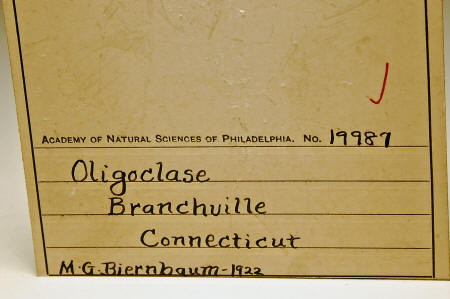 ACADEMY OF NATURAL SCIENCES OF PHILADELPHIA. NO. 19987
Oligoclase
Branchville
Connecticut
M.G. Biernbaum-1922